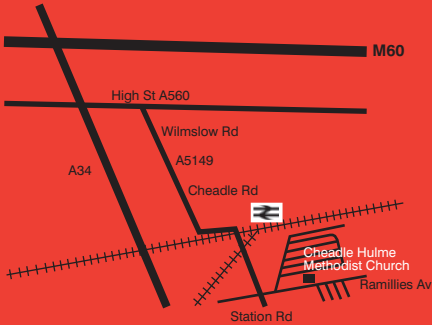 M60
High St A560
Wilmslow Rd
A5149
A34
Cheadle Rd
Cheadle Hulme
Methodist Church
Ramillies Av
Station Rd